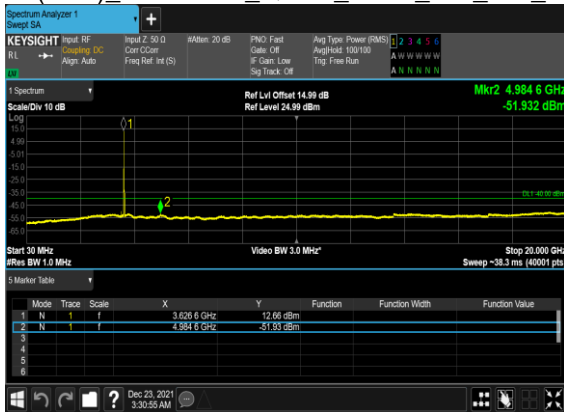 Spectrum Analyzer 1
Swept SA
KEYSIGHT
RL
Input: RF
Coupling: DC
Align: Auto
Input Z: 50 Ω
Corr CCorr
Freq Ref: Int (S)
#Atten: 20 dB
PNO: Fast
Gate: Off
IF Gain: Low
Sig Track: Off
Avg Type: Power (RMS)
Avg|Hold: 100/100
Trig: Free Run
1 2 3 4 5 6
A W W W W W
A N N N N N
1 Spectrum
Scale/Div 10 dB
Ref Lvl Offset 14.99 dB
Ref Level 24.99 dBm
Mkr2 4.984 6 GHz
-51.932 dBm
Log
15.0
4.99
-5.01
-15.0
-25.0
-35.0
-45.0
-55.0
-65.0
1
2
DL1 -40.00 dBm
Start 30 MHz
#Res BW 1.0 MHz
Video BW 3.0 MHz*
Stop 20.000 GHz
Sweep ~38.3 ms (40001 pts
5 Marker Table
Mode Trace Scale X Y Function Function Width Function Value
1 N 1 f 3.626 6 GHz 12.66 dBm
2 N 1 f 4.984 6 GHz -51.93 dBm
3
4
5
6
?
Dec 23, 2021
3:30:55 AM